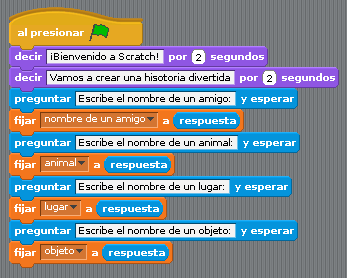 al presionar
decir ¡Bienvenido a Scratch! por 2 segundos
decir Vamos a crear una hisotoria divertida por 2 segundos
preguntar Escribe el nombre de un amigo: y esperar
fijar nombre de un amigo a respuesta
preguntar Escribe el nombre de un animal: y esperar
fijar animal a respuesta
preguntar Escribe el nombre de un lugar: y esperar
fijar lugar a respuesta
preguntar Escribe el nombre de un objeto: y esperar
fijar objeto a respuesta